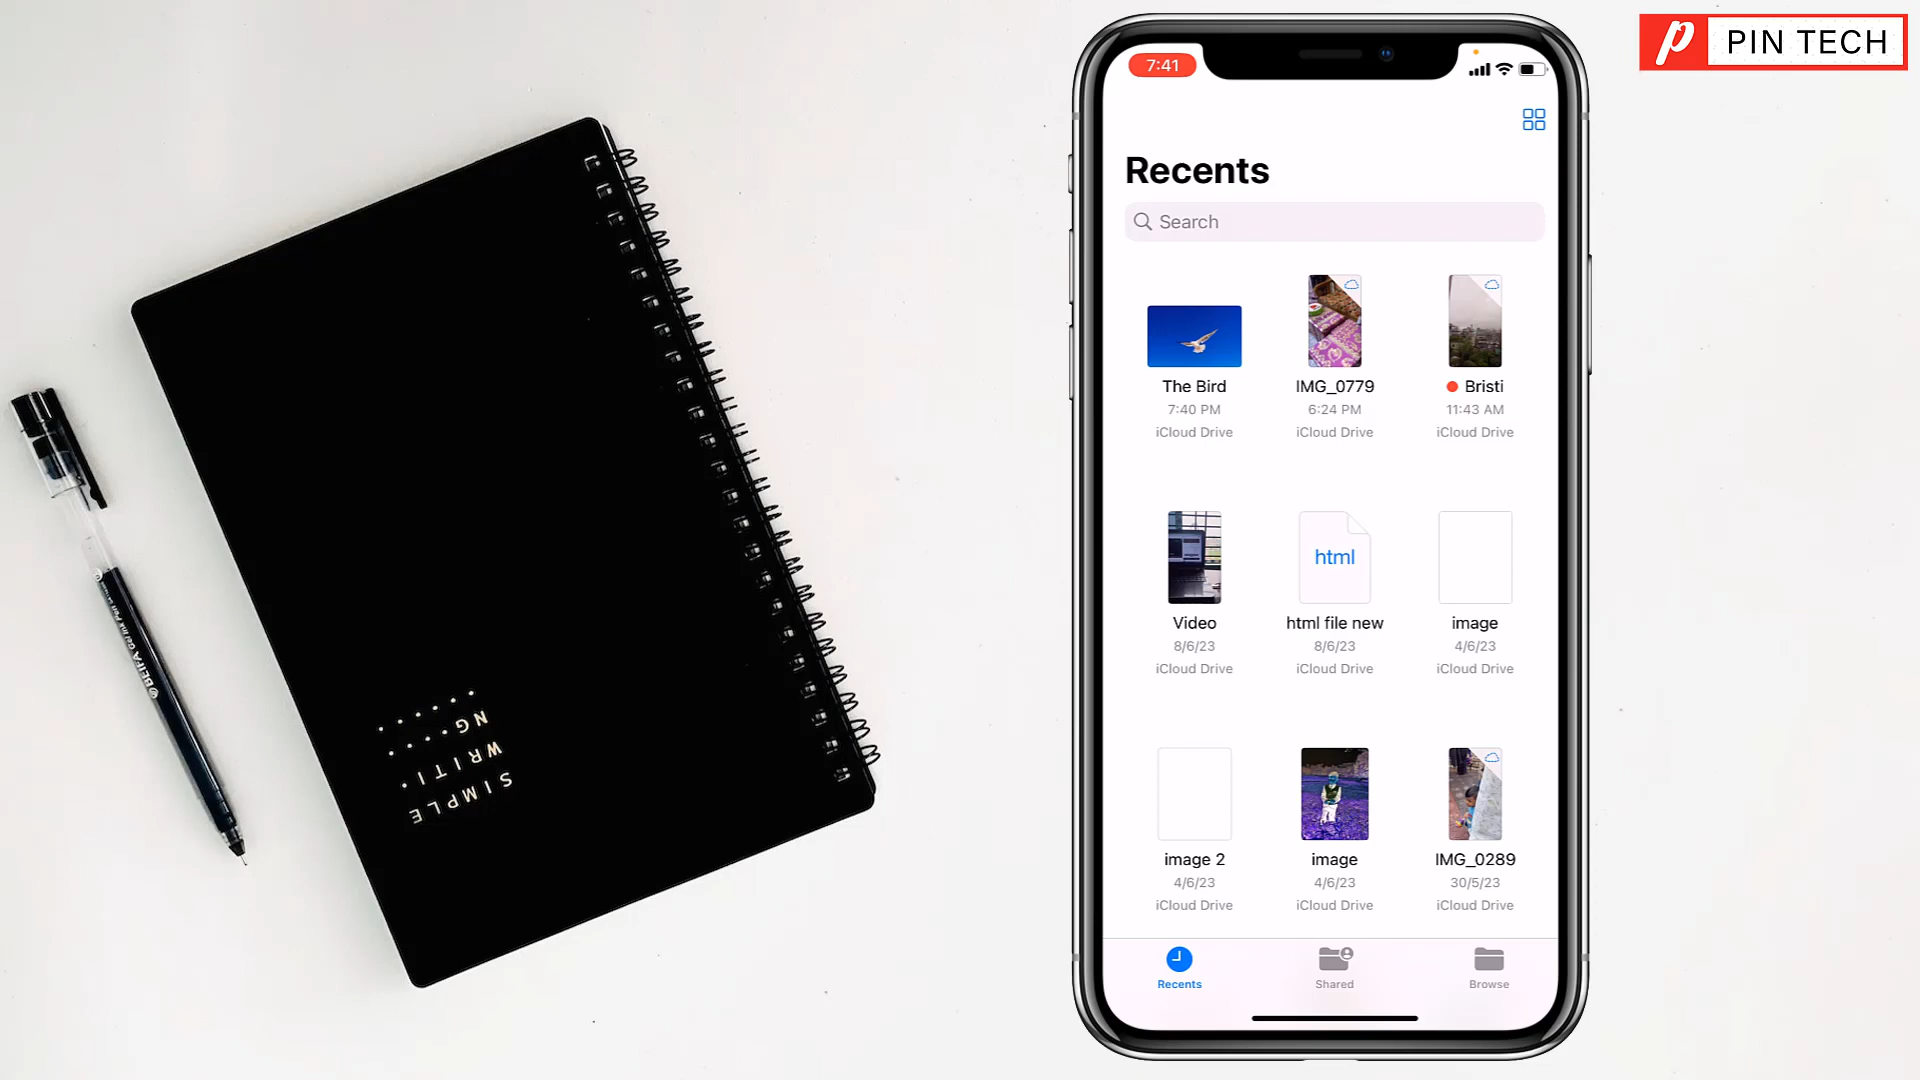 PIN TECH
7:41
Recents
Search
The Bird
7:40 PM
iCloud Drive
IMG_0779
6:24 PM
iCloud Drive
Bristi
11:43 AM
iCloud Drive
Video
8/6/23
iCloud Drive
html
html file new
8/6/23
iCloud Drive
image
4/6/23
iCloud Drive
image 2
4/6/23
iCloud Drive
image
4/6/23
iCloud Drive
IMG_0289
30/5/23
iCloud Drive
Recents
Shared
Browse
SIMPLE
WRITI
NG